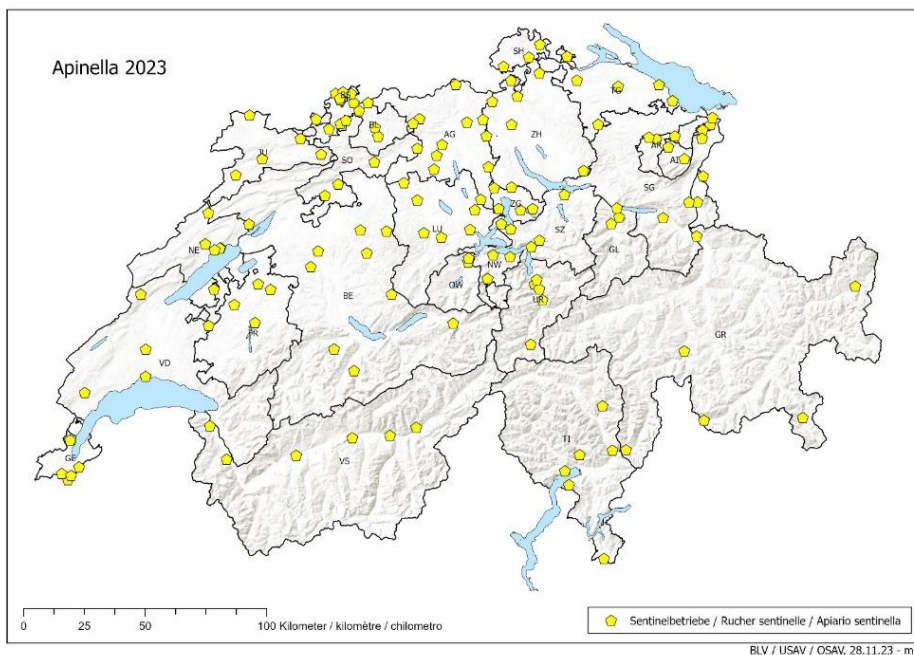 Apinella 2023
SH
BS
TG
BL
AG
ZH
JU
SO
AR
AI
SG
ZG
LU
SZ
NE
GL
NW
OW
BE
UR
FR
GR
VD
TI
GE
VS
0 25 50 100 Kilometer / kilomètre / chilometro
Sentinelbetriebe / Rucher sentinelle / Apiario sentinella
BLV / USAV / OSAV, 28.11.23 - m